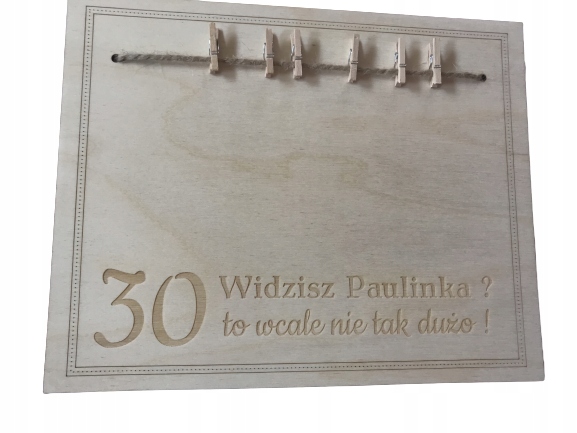 30
Widzisz Paulinka ?
to wcale nie tak dużo !